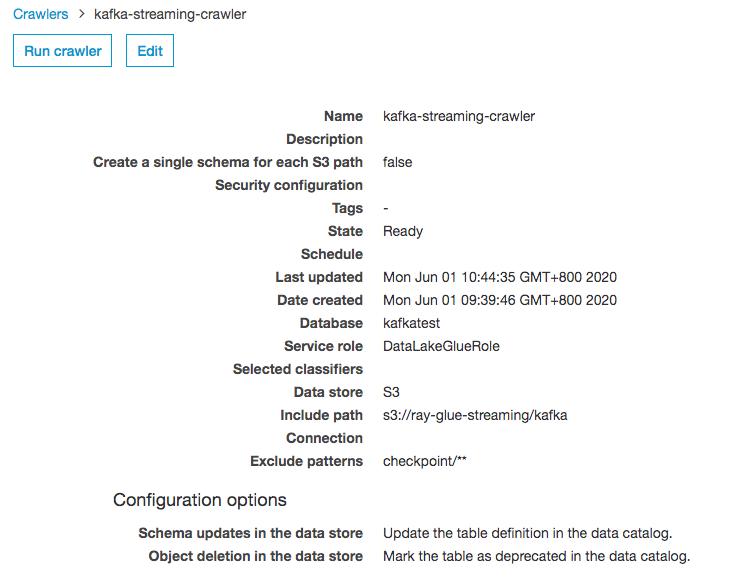 Crawlers > kafka-streaming-crawler
Run crawler Edit
Name kafka-streaming-crawler
Description
Create a single schema for each S3 path false
Security configuration
Tags -
State Ready
Schedule
Last updated Mon Jun 01 10:44:35 GMT+800 2020
Date created Mon Jun 01 09:39:46 GMT+800 2020
Database kafkatest
Service role DataLakeGlueRole
Selected classifiers
Data store S3
Include path s3://ray-glue-streaming/kafka
Connection
Exclude patterns checkpoint/**
Configuration options
Schema updates in the data store Update the table definition in the data catalog.
Object deletion in the data store Mark the table as deprecated in the data catalog.